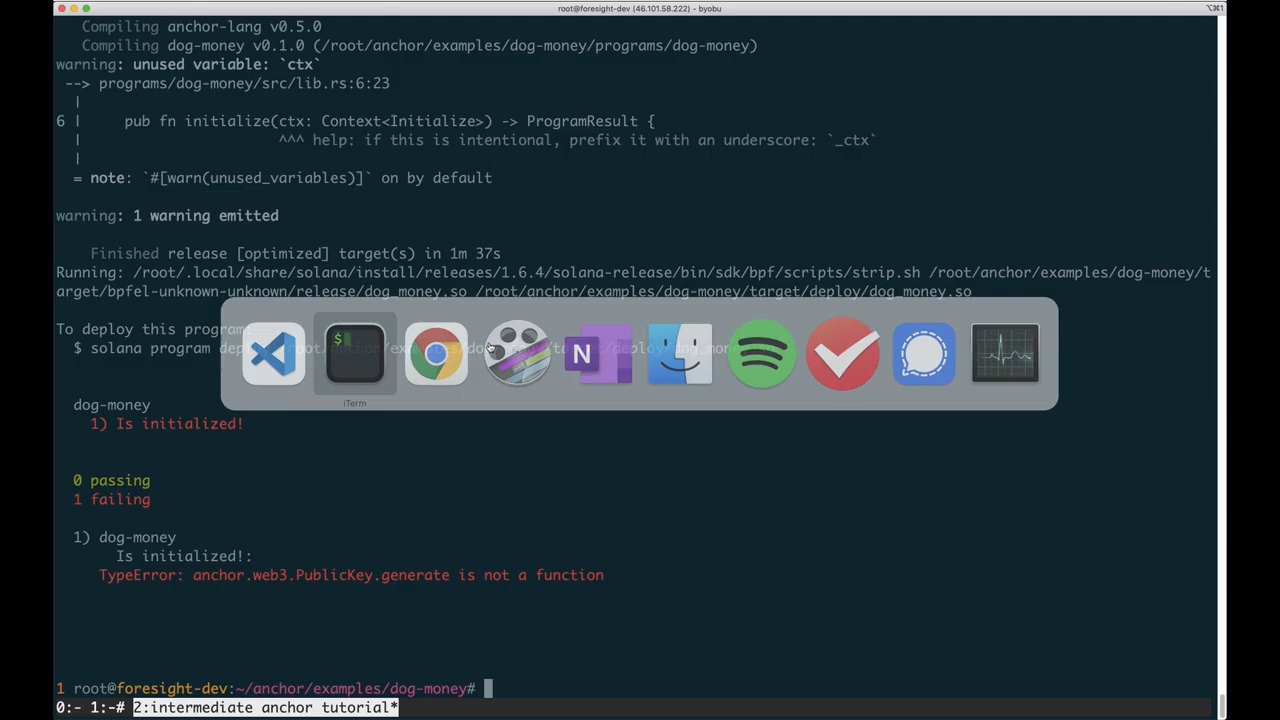 root@foresight-dev (46.101.58.222) - byobu
⌥⌘1
Compiling anchor-lang v0.5.0
Compiling dog-money v0.1.0 (/root/anchor/examples/dog-money/programs/dog-money)
warning: unused variable: `ctx`
--> programs/dog-money/src/lib.rs:6:23
|
6 |     pub fn initialize(ctx: Context<Initialize>) -> ProgramResult {
|                       ^^^ help: if this is intentional, prefix it with an underscore: `_ctx`
|
= note: `#[warn(unused_variables)]` on by default
warning: 1 warning emitted
Finished release [optimized] target(s) in 1m 37s
Running: /root/.local/share/solana/install/releases/1.6.4/solana-release/bin/sdk/bpf/scripts/strip.sh /root/anchor/examples/dog-money/t
arget/bpfel-unknown-unknown/release/dog_money.so /root/anchor/examples/dog-money/target/deploy/dog_money.so
To deploy this program:
$ solana program
$
N
iTerm
dog-money
1) Is initialized!
0 passing
1 failing
1) dog-money
Is initialized!:
TypeError: anchor.web3.PublicKey.generate is not a function
1 root@foresight-dev:~/anchor/examples/dog-money#
0:- 1:-# 2:intermediate anchor tutorial*